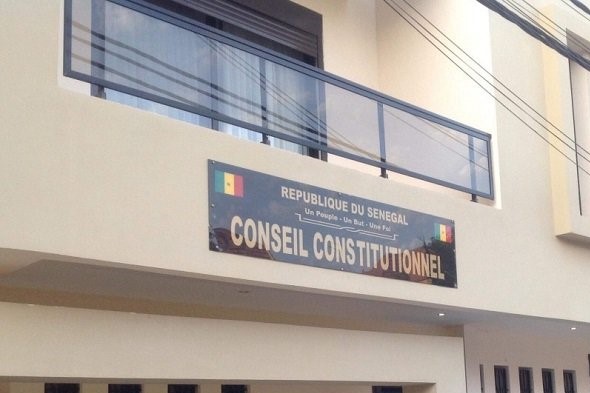 REPUBLIQUE DU SENEGAL
Un Peuple - Un But - Une Foi
CONSEIL CONSTITUTIONNEL